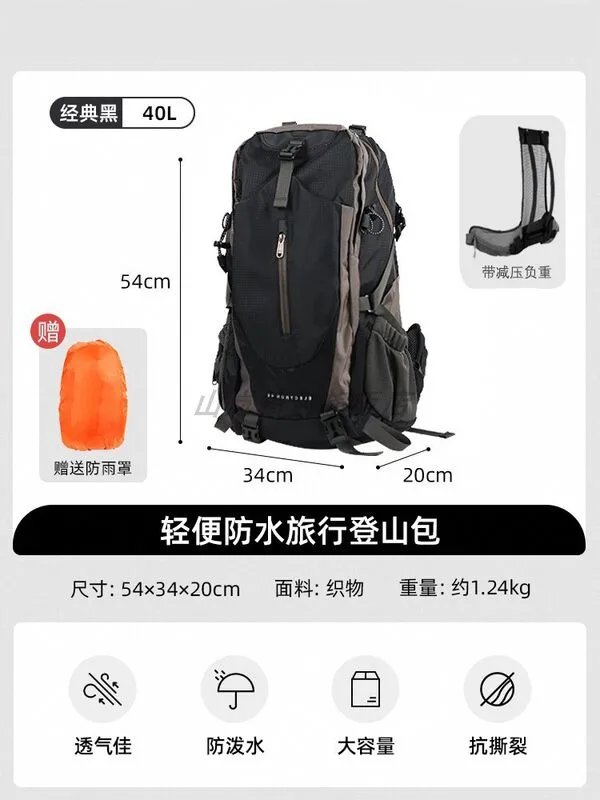 经典黑 40L
带减压负重
54cm
赠
赠送防雨罩
34cm
20cm
轻便防水旅行登山包
尺寸: 54×34×20cm 面料: 织物 重量: 约1.24kg
透气佳
防泼水
大容量
抗撕裂